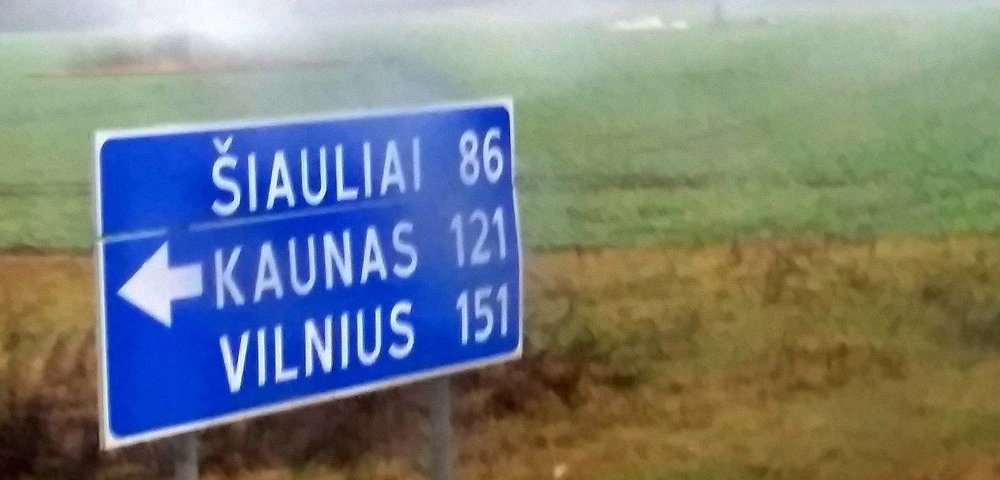 ŠIAULIAI 86
KAUNAS 121
VILNIUS 151